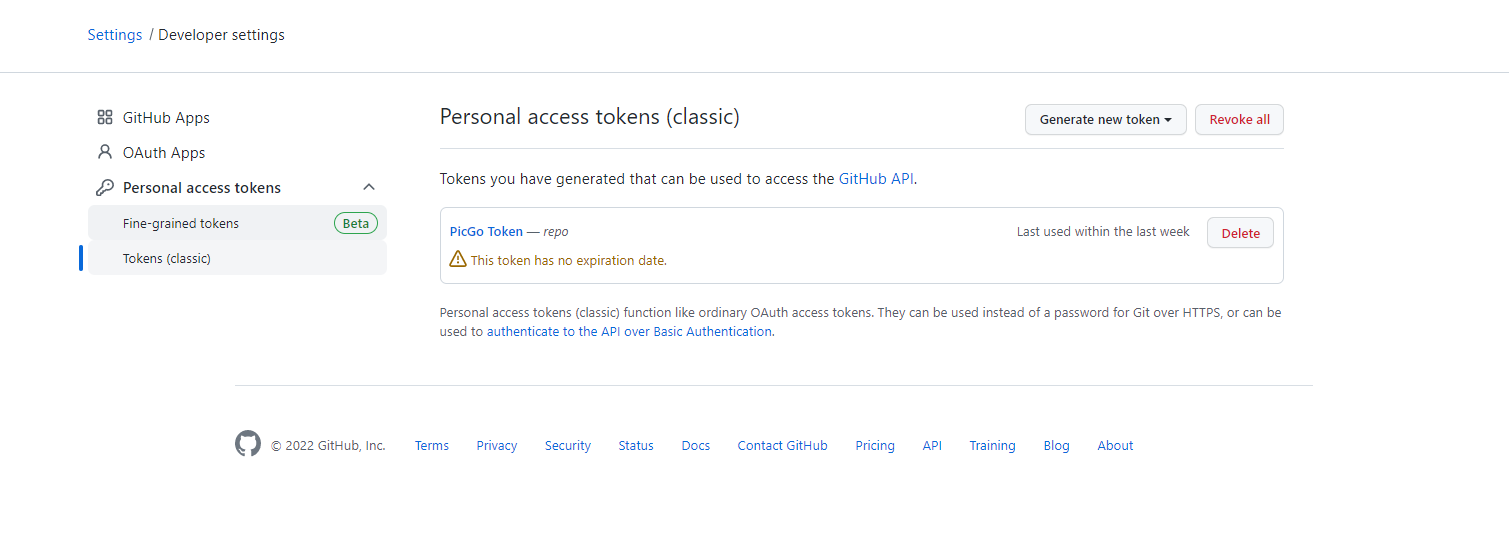 Settings / Developer settings
GitHub Apps
OAuth Apps
Personal access tokens
Fine-grained tokens Beta
Tokens (classic)
Personal access tokens (classic) Generate new token Revoke all
Tokens you have generated that can be used to access the GitHub API.
PicGo Token — repo Last used within the last week Delete
This token has no expiration date.
Personal access tokens (classic) function like ordinary OAuth access tokens. They can be used instead of a password for Git over HTTPS, or can be
used to authenticate to the API over Basic Authentication.
© 2022 GitHub, Inc. Terms Privacy Security Status Docs Contact GitHub Pricing API Training Blog About